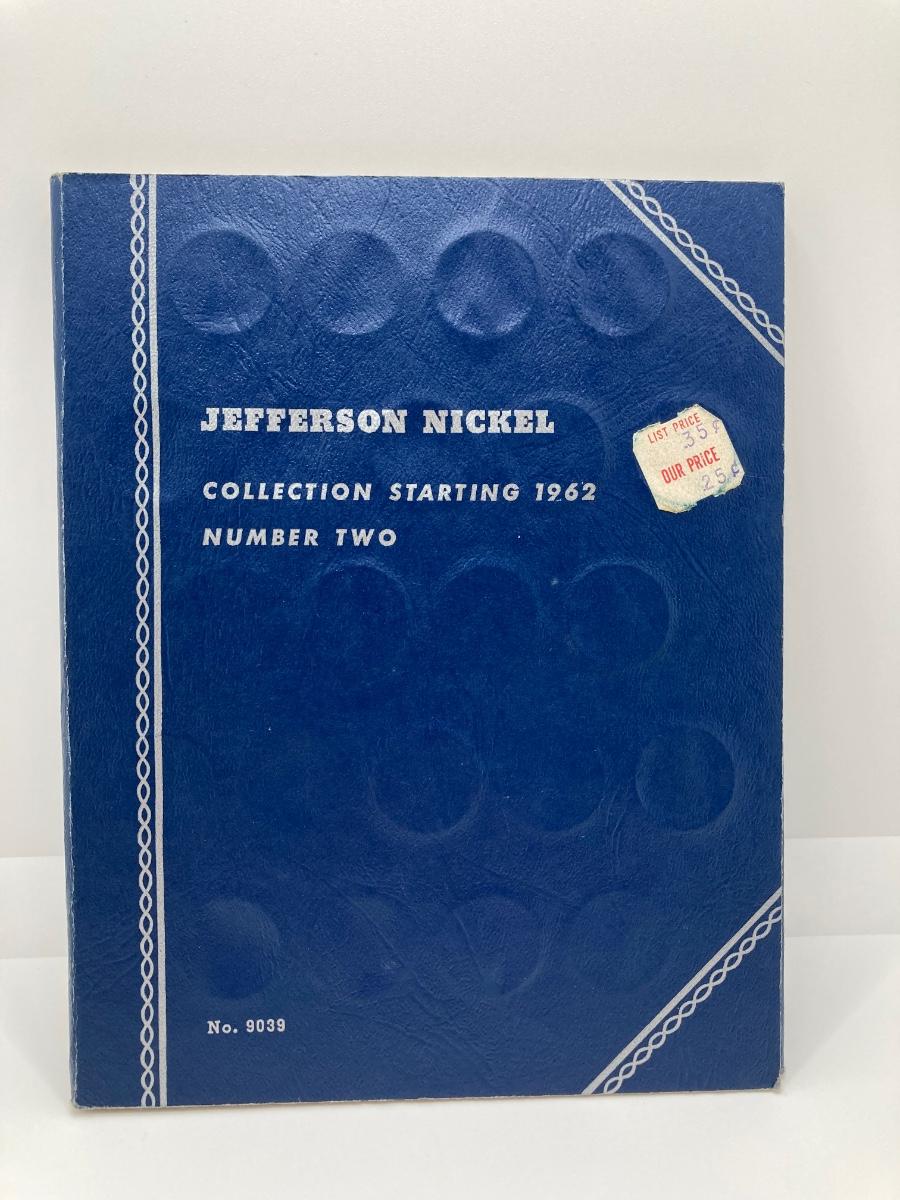 JEFFERSON NICKEL
LIST PRICE
35¢
OUR PRICE
25¢
COLLECTION STARTING 1962
NUMBER TWO
No. 9039